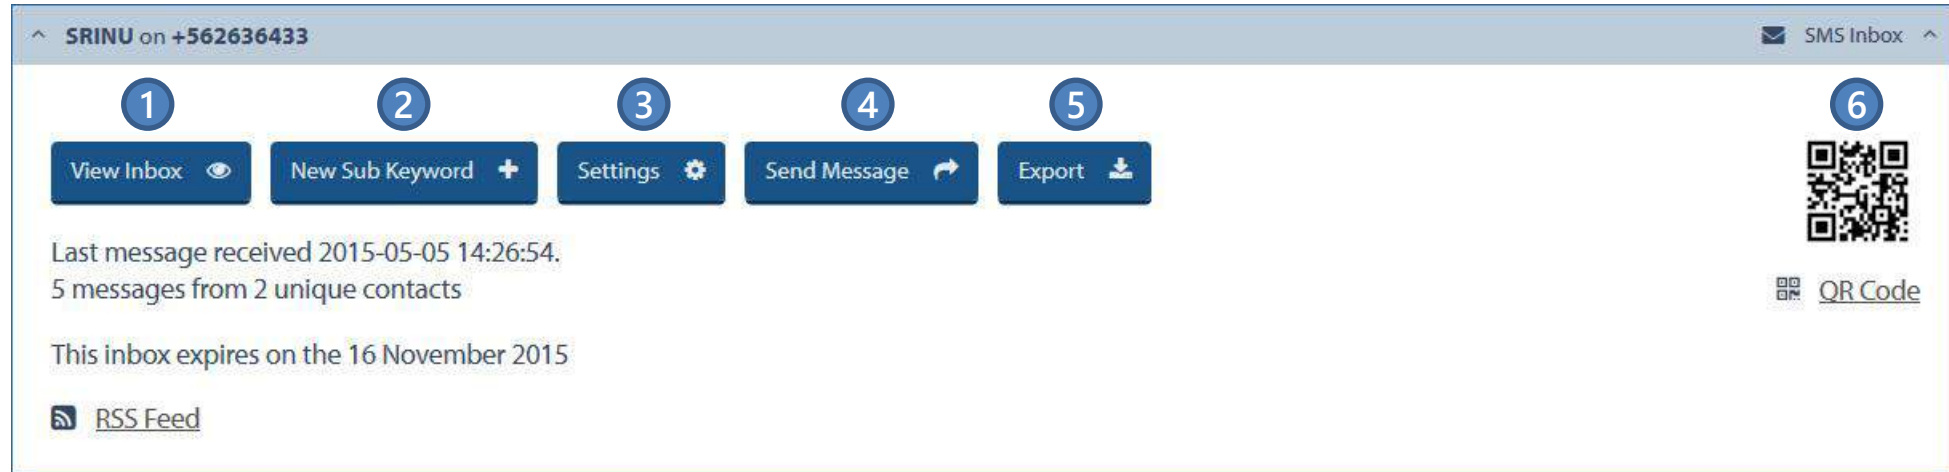 SRINU on +562636433
SMS Inbox
1 2 3 4 5 6
View Inbox New Sub Keyword Settings Send Message Export
Last message received 2015-05-05 14:26:54.
5 messages from 2 unique contacts
QR Code
This inbox expires on the 16 November 2015
RSS Feed